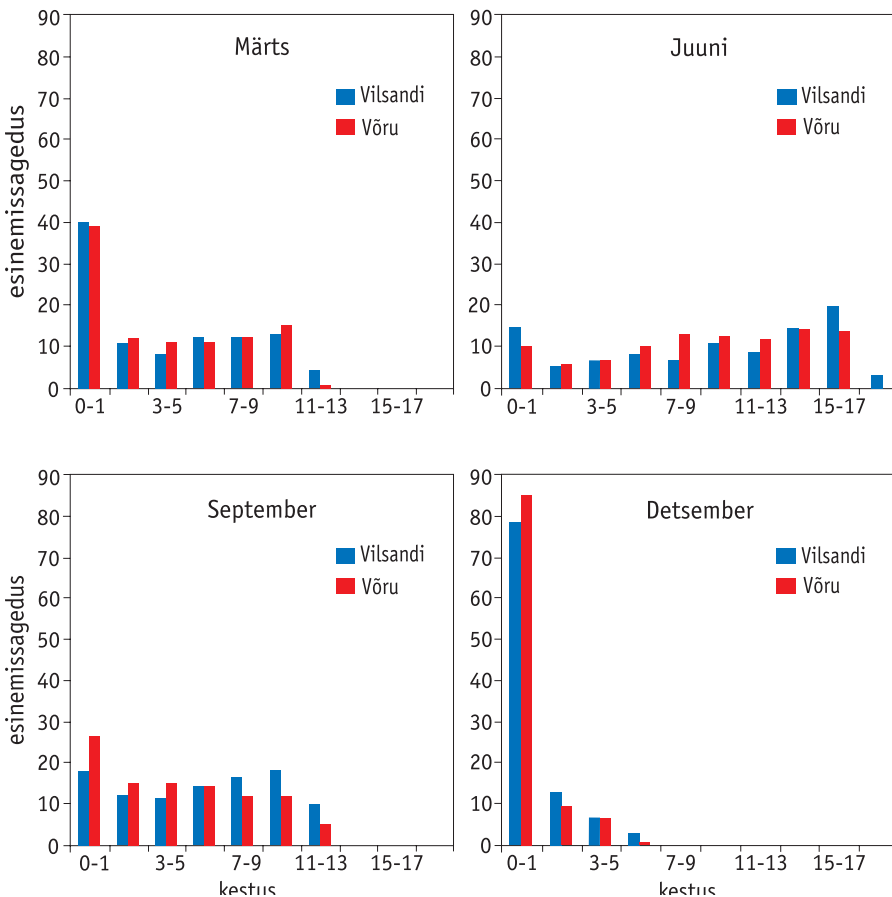 Märts
Vilsandi
Võru
esinemissagedus
90
80
70
60
50
40
30
20
10
0
0-1 3-5 7-9 11-13 15-17
Juuni
Vilsandi
Võru
90
80
70
60
50
40
30
20
10
0
0-1 3-5 7-9 11-13 15-17
September
Vilsandi
Võru
esinemissagedus
90
80
70
60
50
40
30
20
10
0
0-1 3-5 7-9 11-13 15-17
kestus
Detsember
Vilsandi
Võru
90
80
70
60
50
40
30
20
10
0
0-1 3-5 7-9 11-13 15-17
kestus